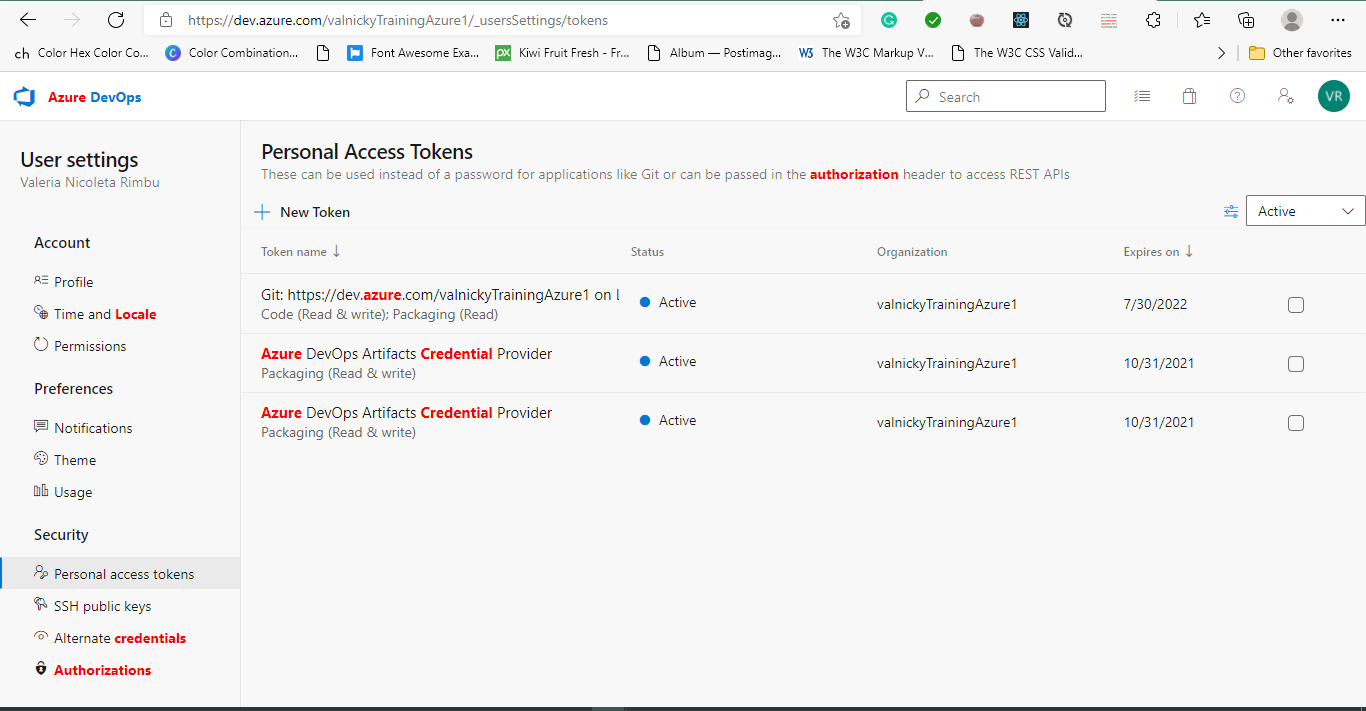 https://dev.azure.com/valnickyTrainingAzure1/_usersSettings/tokens
ch Color Hex Color Co...
C Color Combination...
Font Awesome Exa...
px Kiwi Fruit Fresh - Fr...
Album — Postimag...
W3 The W3C Markup V...
The W3C CSS Valid...
Other favorites
Azure DevOps
Search
VR
User settings
Valeria Nicoleta Rimbu
Account
Profile
Time and Locale
Permissions
Preferences
Notifications
Theme
Usage
Security
Personal access tokens
SSH public keys
Alternate credentials
Authorizations
Personal Access Tokens
These can be used instead of a password for applications like Git or can be passed in the authorization header to access REST APIs
New Token
Active
Token name ↓ Status Organization Expires on ↓
Git: https://dev.azure.com/valnickyTrainingAzure1 on Active valnickyTrainingAzure1 7/30/2022
Code (Read & write); Packaging (Read)
Azure DevOps Artifacts Credential Provider Active valnickyTrainingAzure1 10/31/2021
Packaging (Read & write)
Azure DevOps Artifacts Credential Provider Active valnickyTrainingAzure1 10/31/2021
Packaging (Read & write)